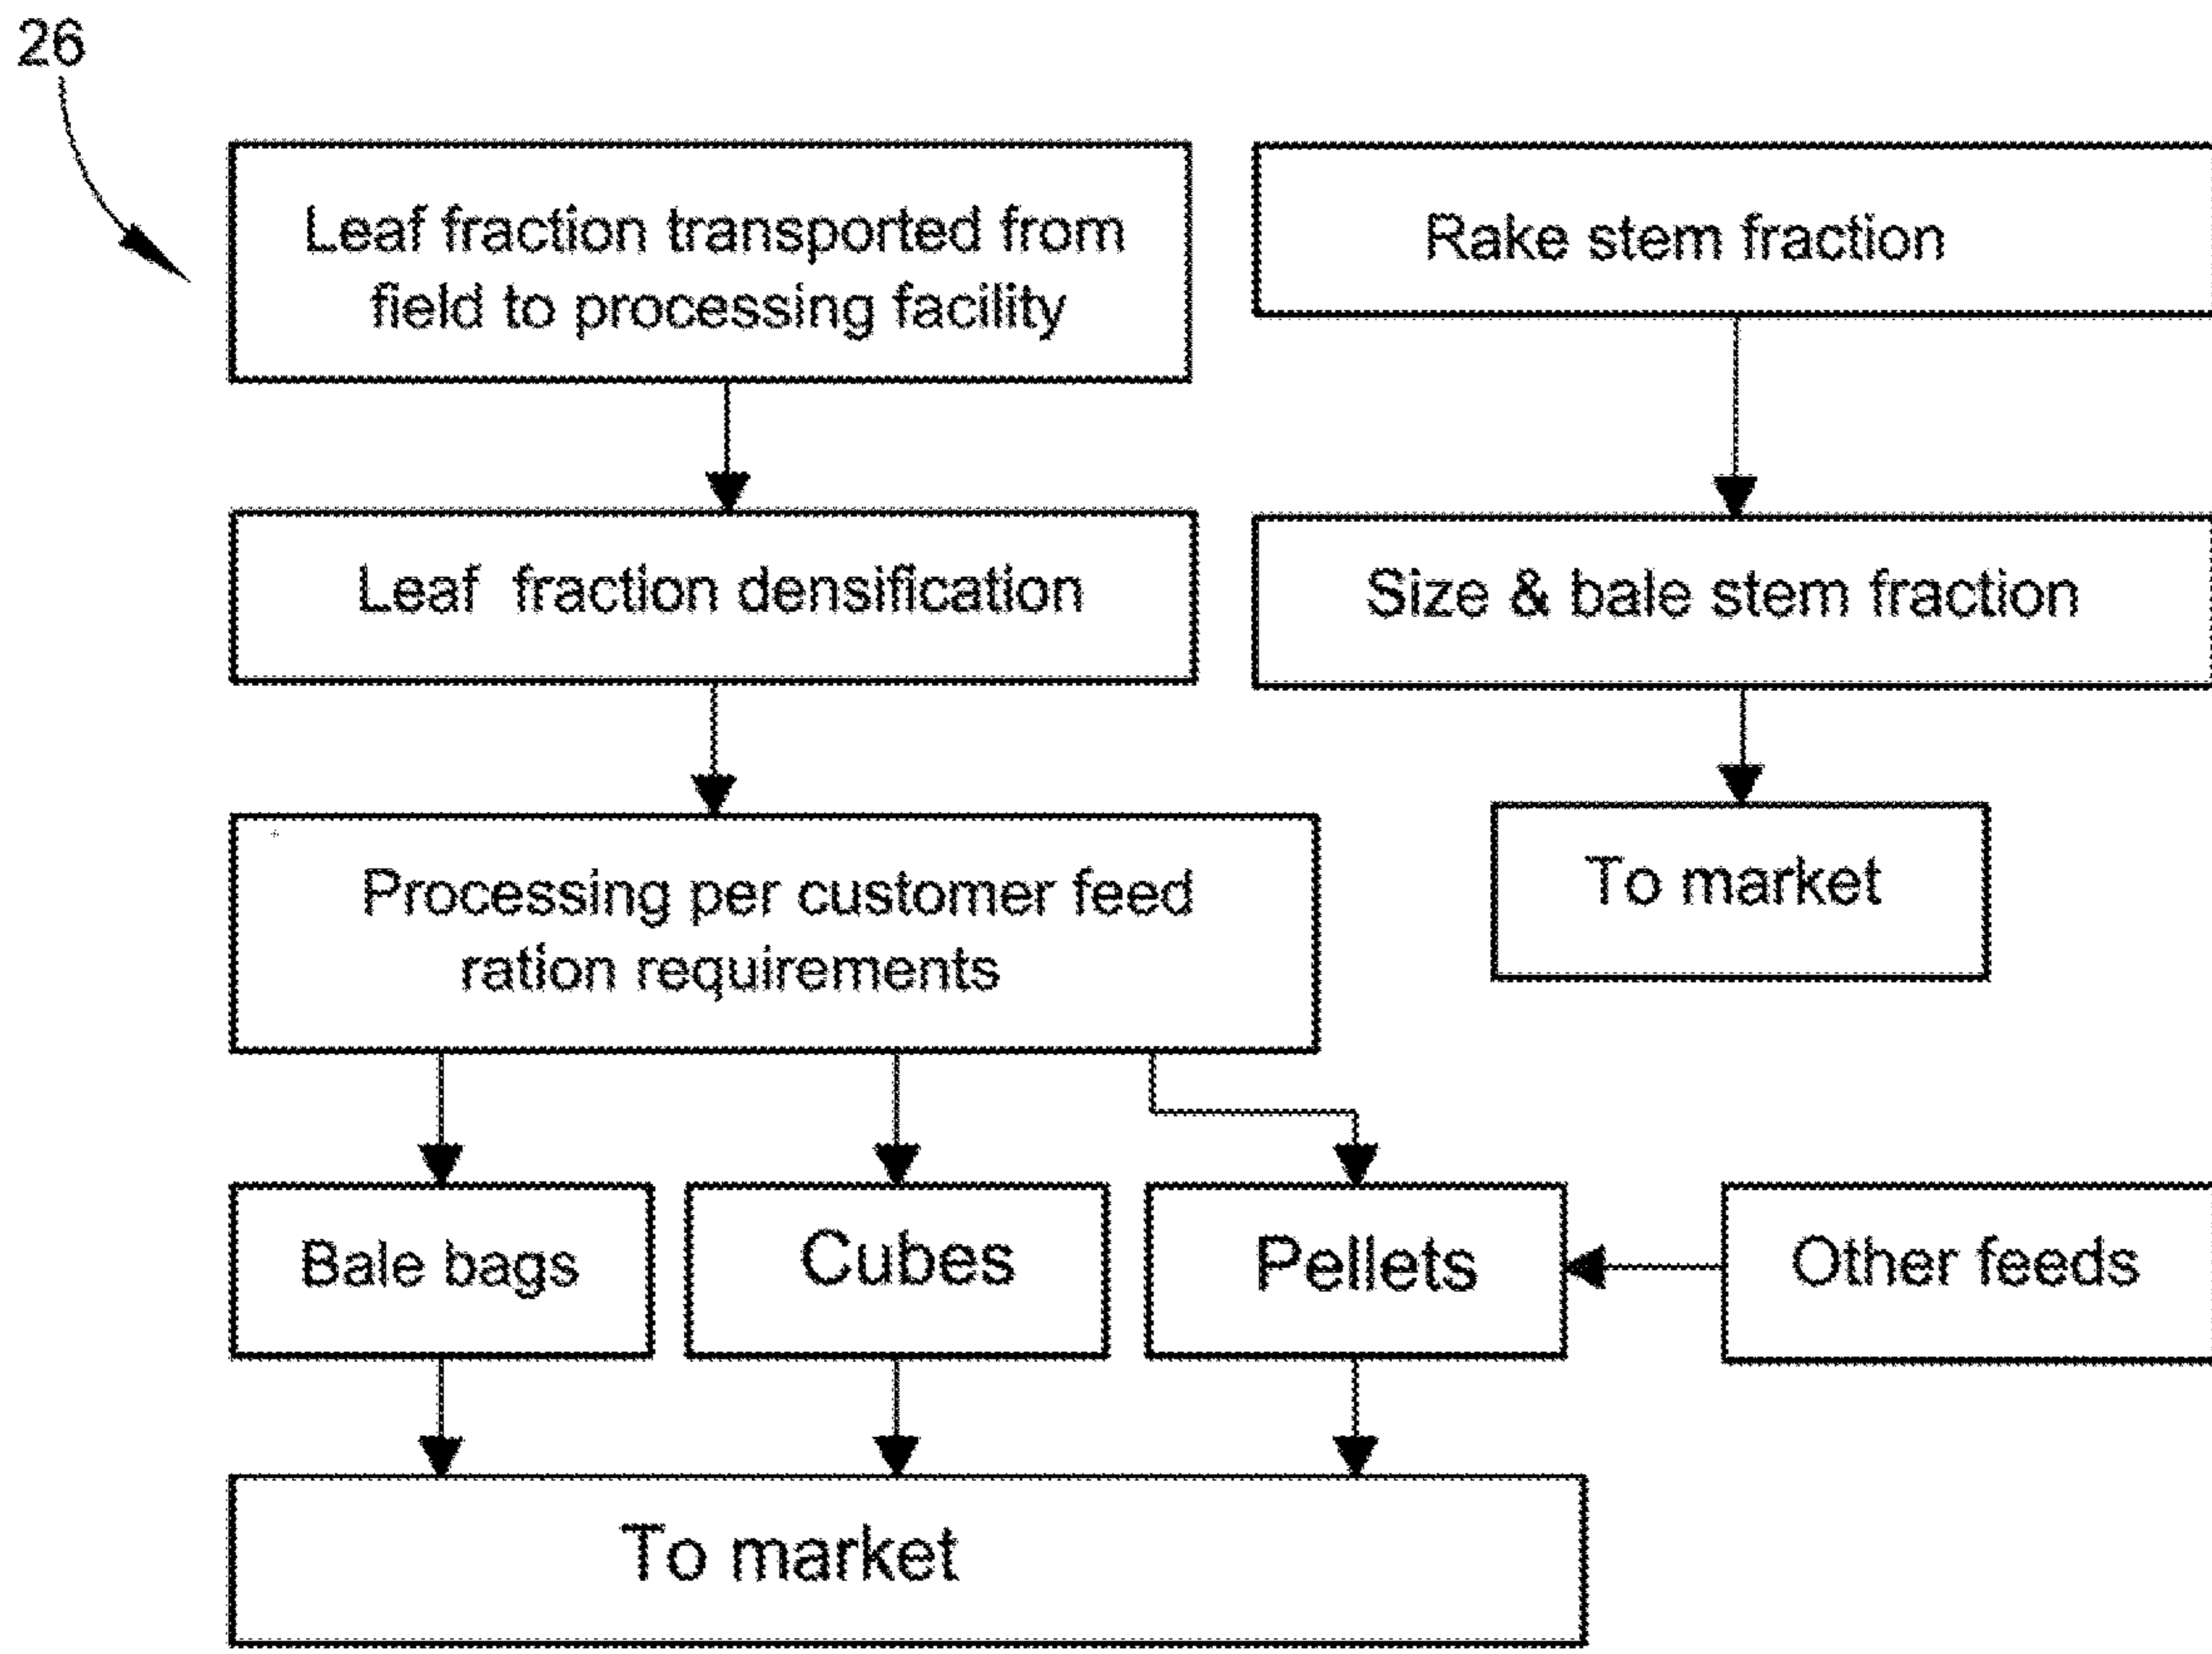 26
Leaf fraction transported from
field to processing facility
Rake stem fraction
Leaf fraction densification
Size & bale stem fraction
Processing per customer feed
ration requirements
To market
Bale bags
Cubes
Pellets
Other feeds
To market